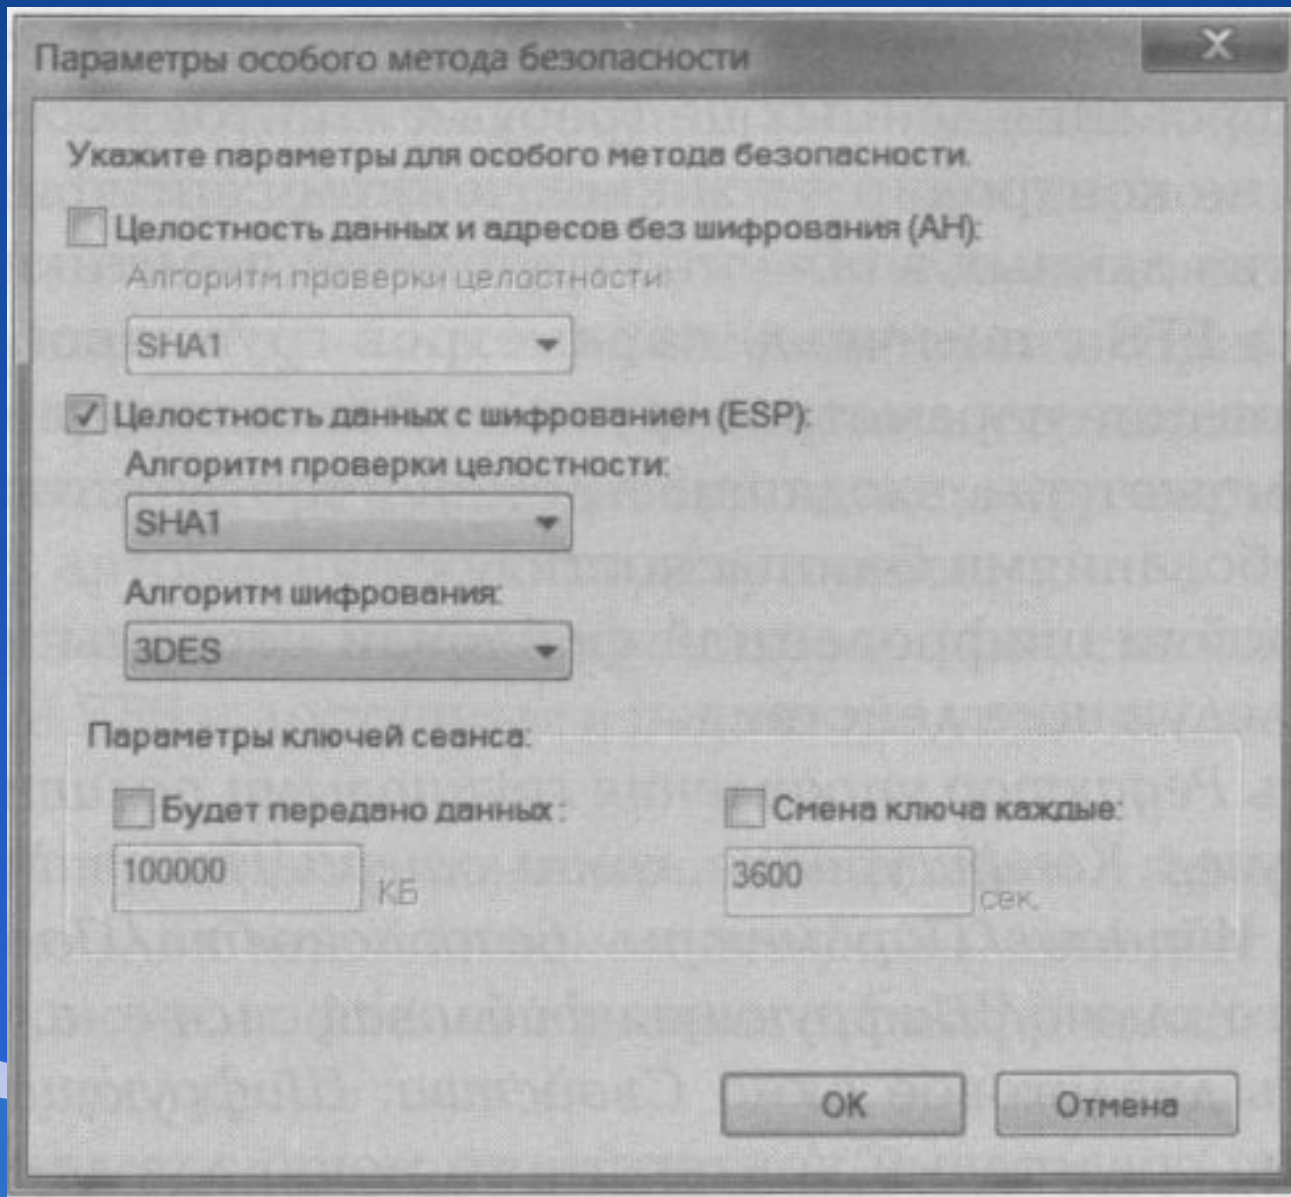 Параметры особого метода безопасности
Укажите параметры для особого метода безопасности.
Целостность данных и адресов без шифрования (AH):
Алгоритм проверки целостности:
SHA1
Целостность данных с шифрованием (ESP):
Алгоритм проверки целостности:
SHA1
Алгоритм шифрования:
3DES
Параметры ключей сеанса:
Будет передано данных : Смена ключа каждые:
100000 КБ 3600 сек.
OK Отмена